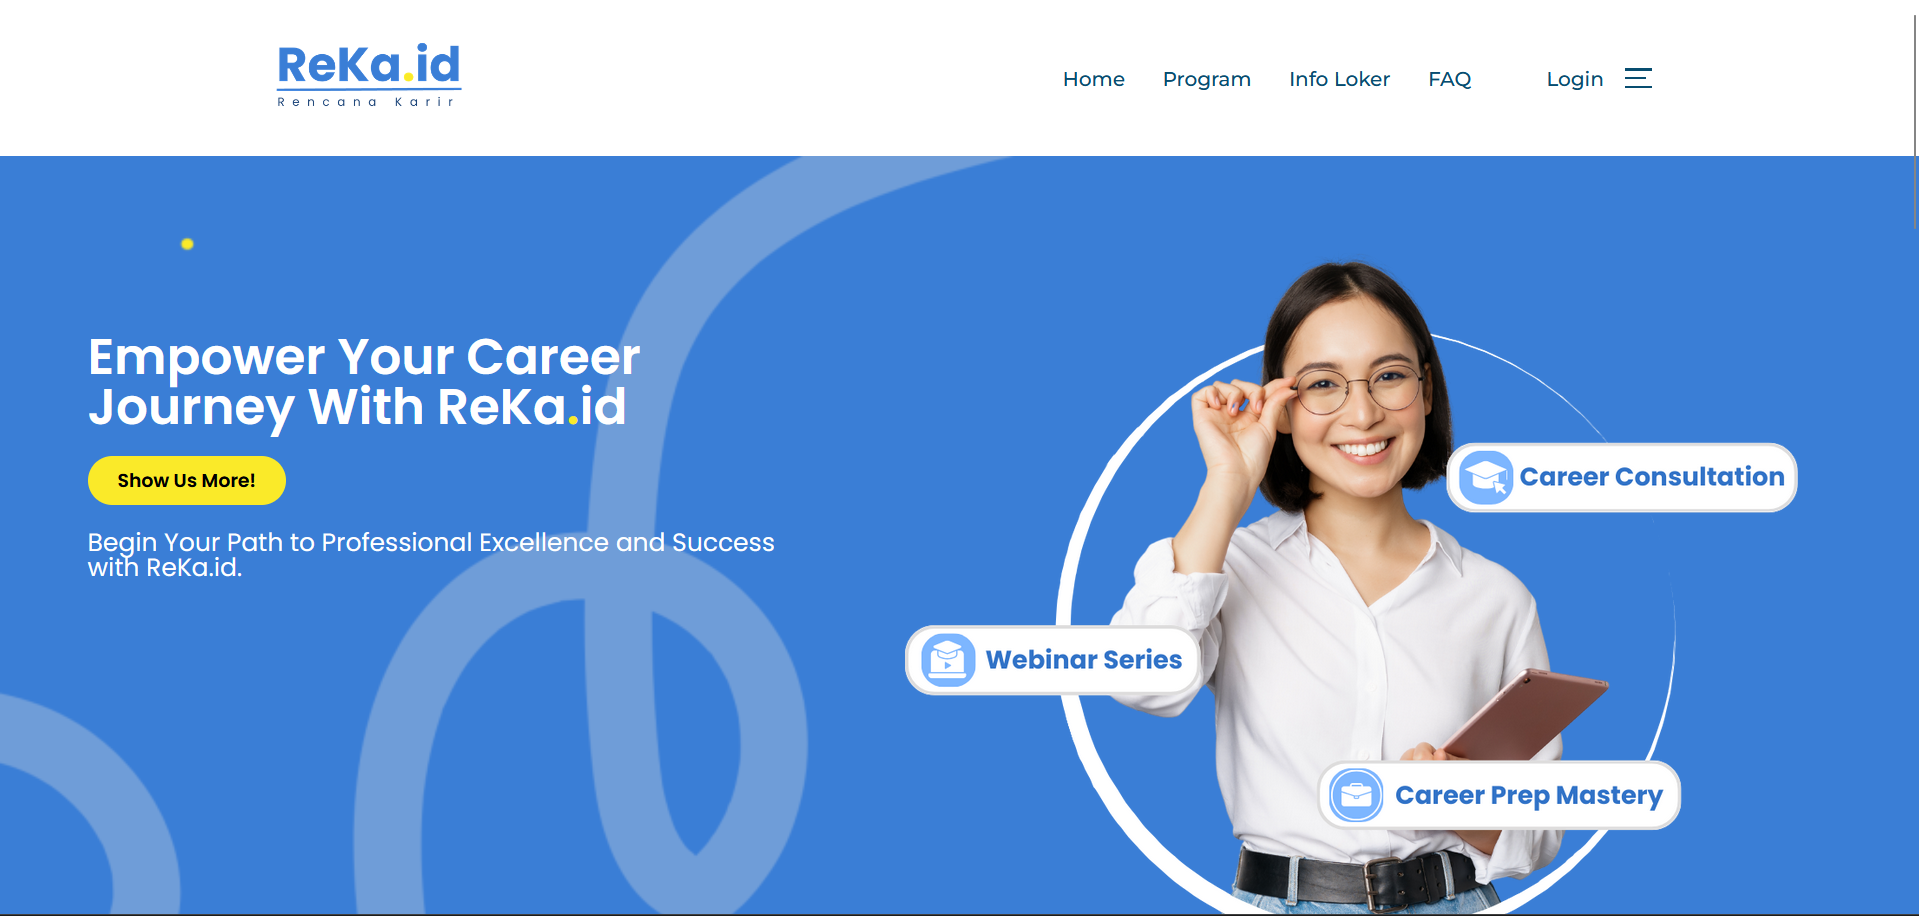 ReKa.id
Rencana Karir
Home
Program
Info Loker
FAQ
Login
Empower Your Career
Journey With ReKa.id
Show Us More!
Begin Your Path to Professional Excellence and Success
with ReKa.id.
Career Consultation
Webinar Series
Career Prep Mastery